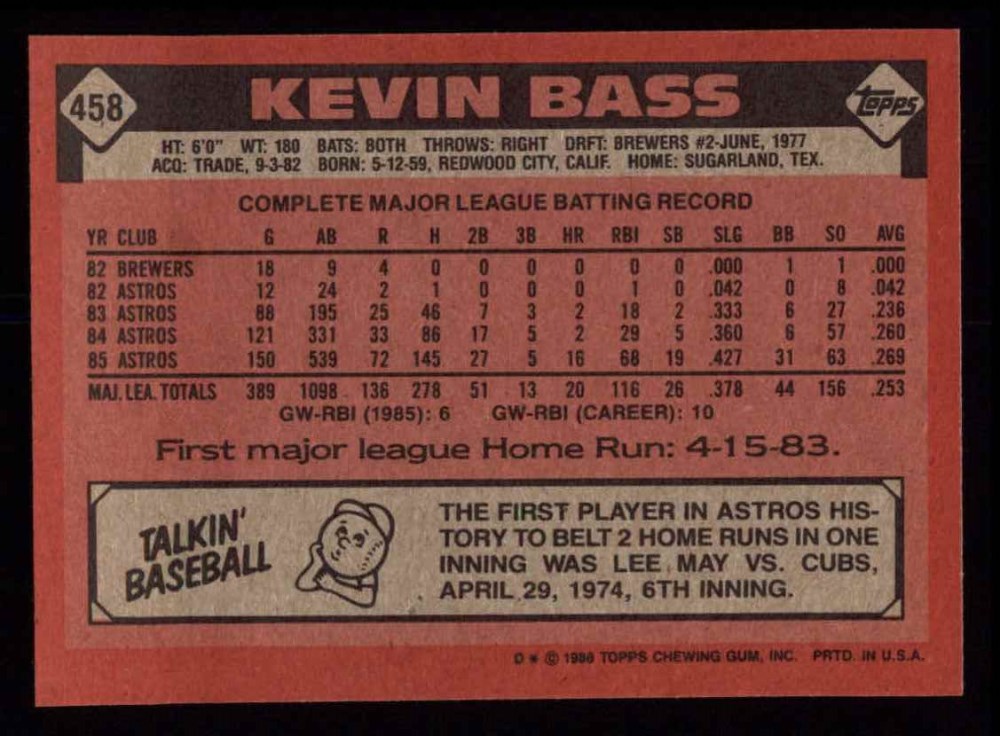 458
KEVIN BASS
TOPPS
HT: 6'0" WT: 180 BATS: BOTH THROWS: RIGHT DRFT: BREWERS #2-JUNE, 1977
ACQ: TRADE, 9-3-82 BORN: 5-12-59, REDWOOD CITY, CALIF. HOME: SUGARLAND, TEX.
COMPLETE MAJOR LEAGUE BATTING RECORD
YR CLUB G AB R H 2B 3B HR RBI SB SLG BB SO AVG
82 BREWERS 18 9 4 0 0 0 0 0 0 .000 1 1 .000
82 ASTROS 12 24 2 1 0 0 0 1 0 .042 0 8 .042
83 ASTROS 88 195 25 46 7 3 2 18 2 .333 6 27 .236
84 ASTROS 121 331 33 86 17 5 2 29 5 .360 6 57 .260
85 ASTROS 150 539 72 145 27 5 16 68 19 .427 31 63 .269
MAJ. LEA. TOTALS 389 1098 136 278 51 13 20 116 26 .378 44 156 .253
GW-RBI (1985): 6 GW-RBI (CAREER): 10
First major league Home Run: 4-15-83.
TALKIN'
BASEBALL
THE FIRST PLAYER IN ASTROS HIS-
TORY TO BELT 2 HOME RUNS IN ONE
INNING WAS LEE MAY VS. CUBS,
APRIL 29, 1974, 6TH INNING.
D * © 1986 TOPPS CHEWING GUM, INC. PRTD. IN U.S.A.